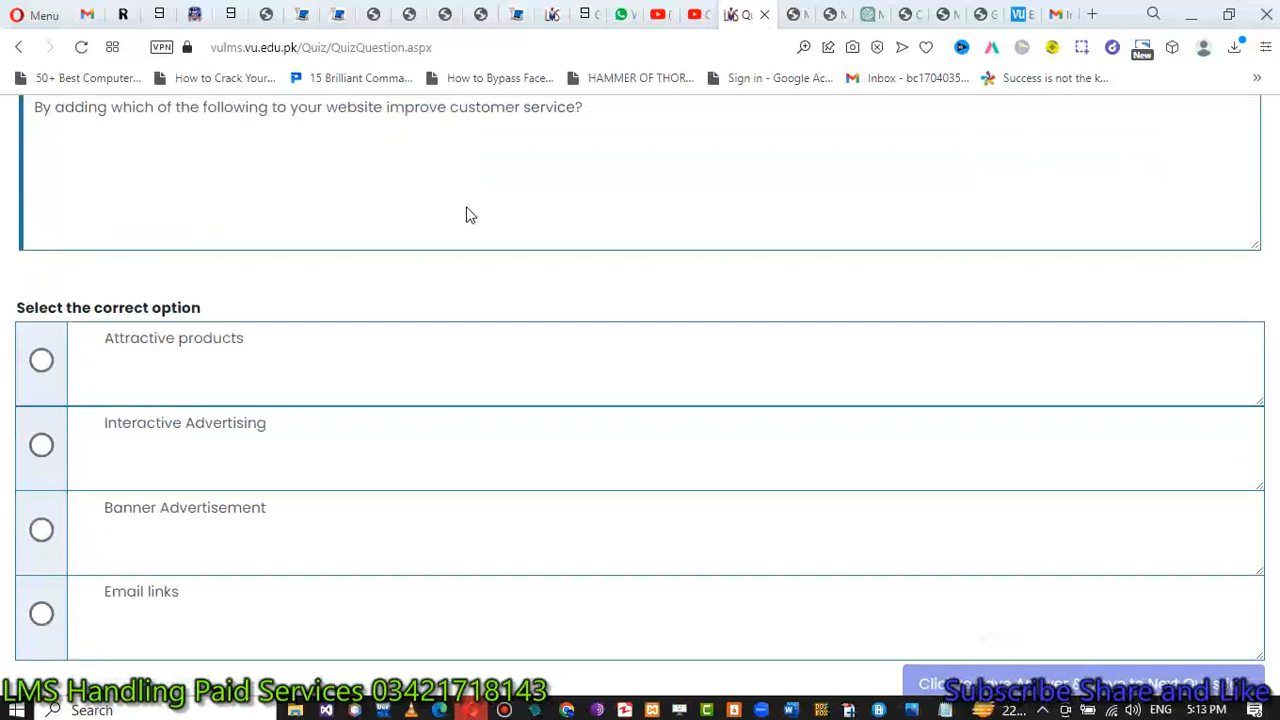 Menu
VPN
vulms.vu.edu.pk/Quiz/QuizQuestion.aspx
New
50+ Best Computer...
How to Crack Your...
15 Brilliant Comma...
How to Bypass Face...
HAMMER OF THOR...
Sign in - Google Ac...
Inbox - bc1704035...
Success is not the k...
By adding which of the following to your website improve customer service?
Select the correct option
Attractive products
Interactive Advertising
Banner Advertisement
Email links
LMS Handling Paid Services 03421718143
Subscribe Share and Like
Search
22...
ENG
5:13 PM